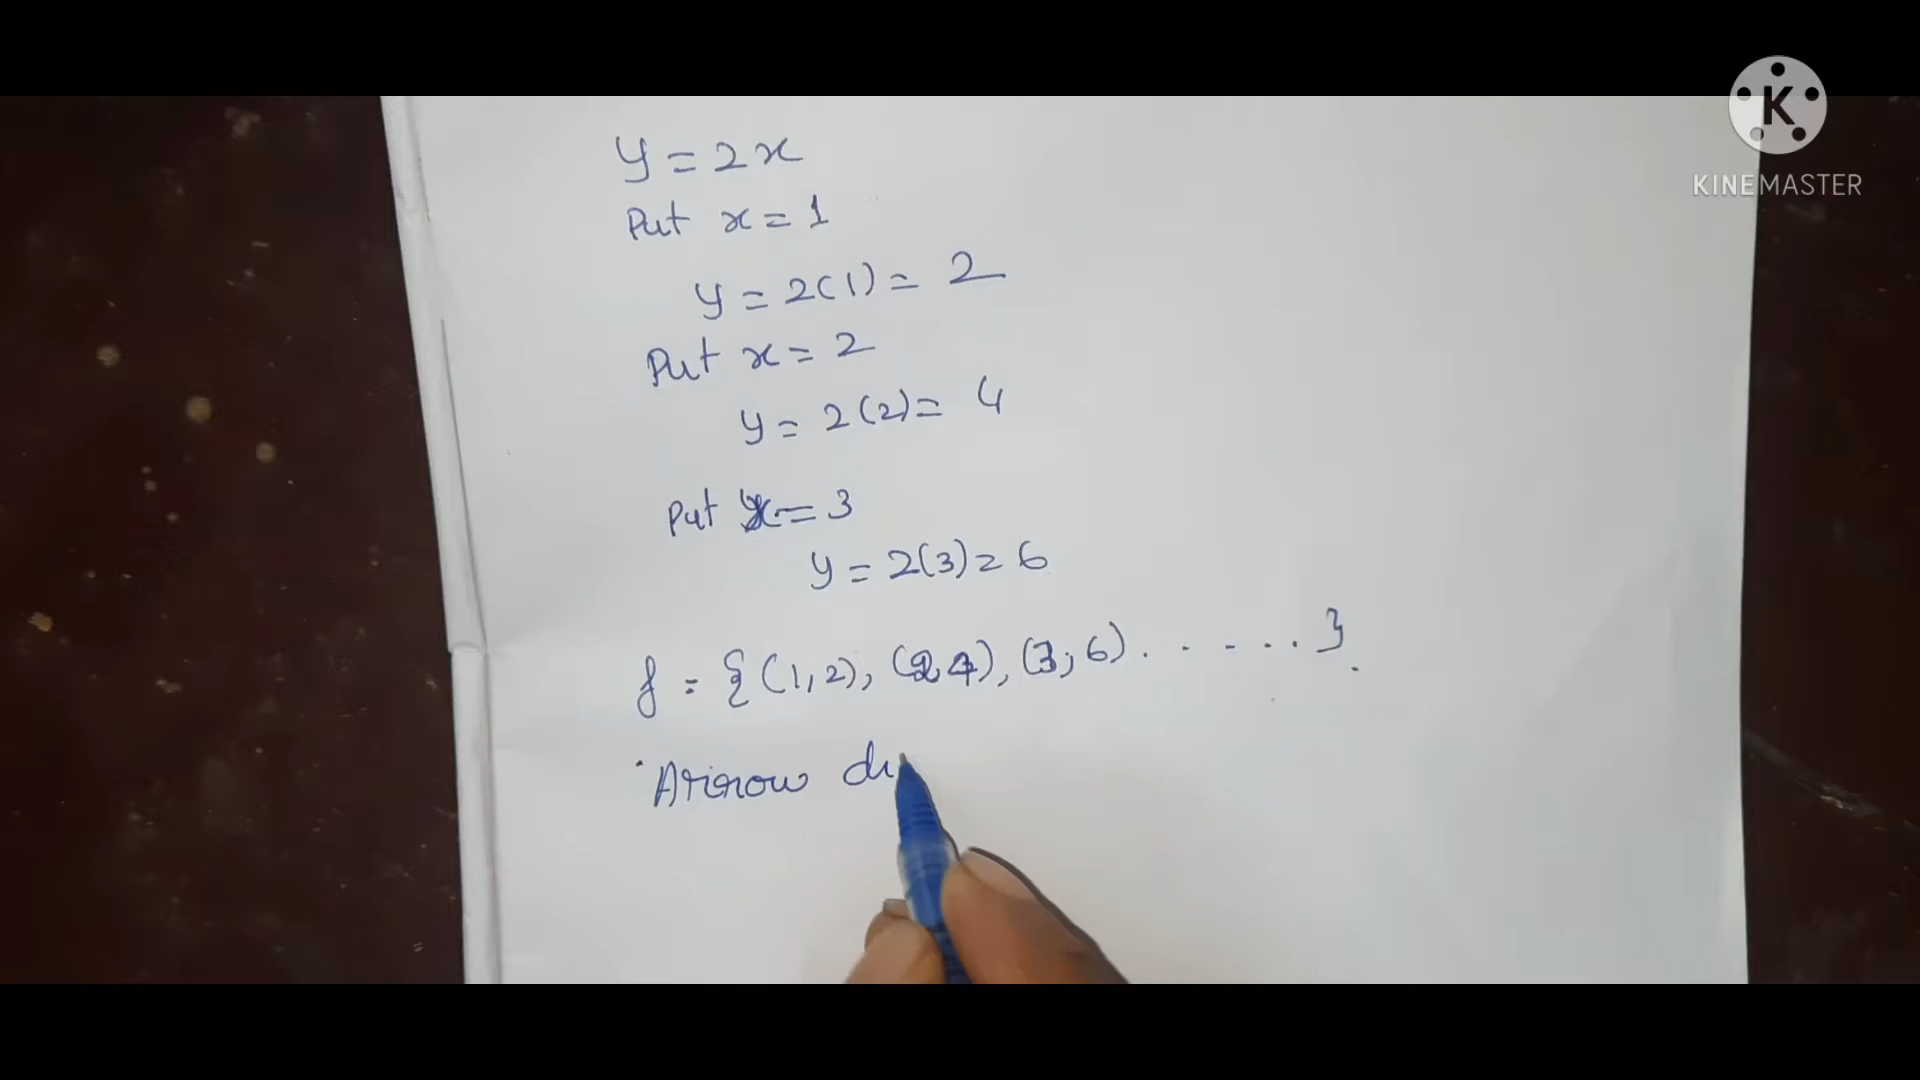 y = 2x
Put x = 1
y = 2(1) = 2
Put x = 2
y = 2(2) = 4
Put x = 3
y = 2(3) = 6
f = {(1,2), (2,4), (3,6) . . . . . . }.
Arrow di
K
KINEMASTER